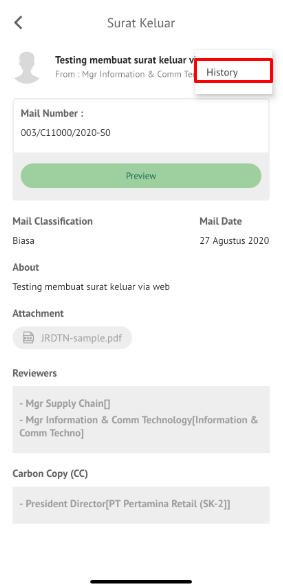 Surat Keluar
Testing membuat surat keluar v
From : Mgr Information & Comm Te
History
Mail Number :
003/C11000/2020-S0
Preview
Mail Classification
Mail Date
Biasa
27 Agustus 2020
About
Testing membuat surat keluar via web
Attachment
JRDTN-sample.pdf
Reviewers
- Mgr Supply Chain[]
- Mgr Information & Comm Technology[Information &
Comm Techno]
Carbon Copy (CC)
- President Director[PT Pertamina Retail (SK-2]]